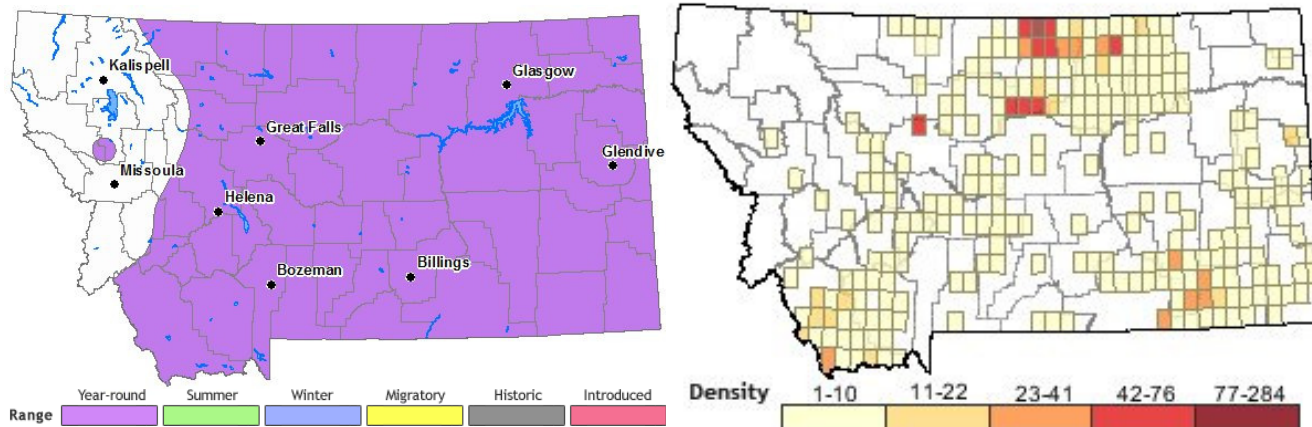 Kalispell
Glasgow
Great Falls
Glendive
Missoula
Helena
Bozeman
Billings
Year-round Summer Winter Migratory Historic Introduced
Range
Density 1-10 11-22 23-41 42-76 77-284